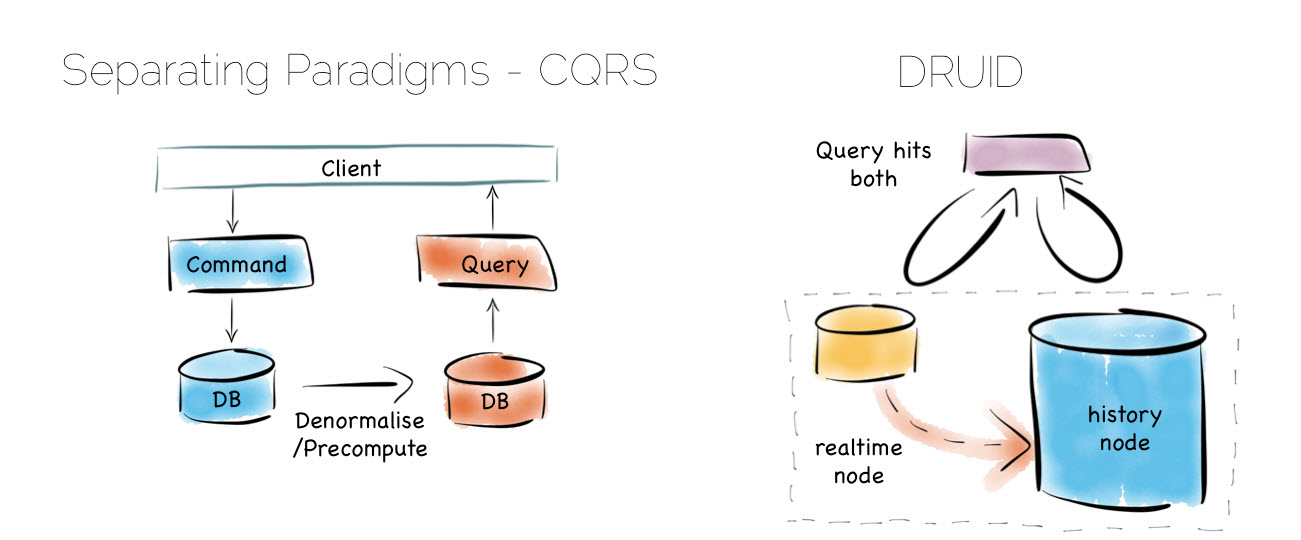 Separating Paradigms - CQRS
Client
Command
Query
DB
DB
Denormalise
/Precompute
DRUID
Query hits
both
realtime
node
history
node